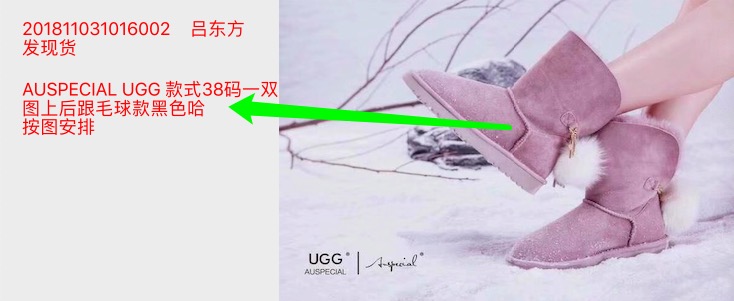 201811031016002 吕东方
发现货
AUSPECIAL UGG 款式38码一双
图上后跟毛球款黑色哈
按图安排
UGG®
AUSPECIAL
Auspecial®